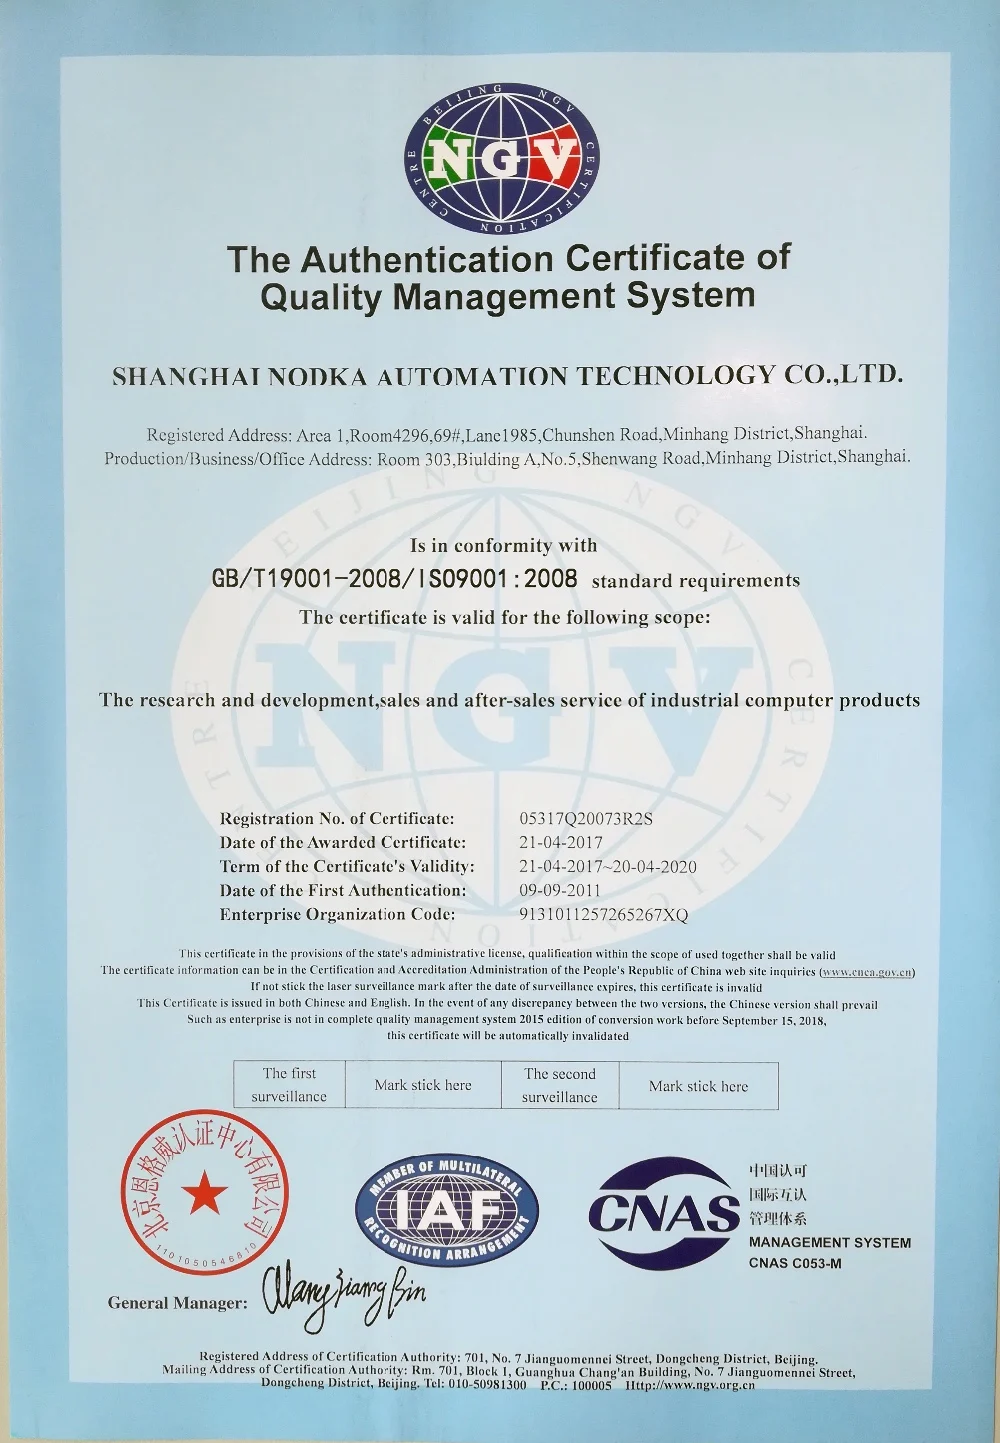 BEIJING NGV CERTIFICATION CENTRE
NGV
The Authentication Certificate of
Quality Management System
SHANGHAI NODKA AUTOMATION TECHNOLOGY CO.,LTD.
Registered Address: Area 1,Room4296,69#,Lane1985,Chunshen Road,Minhang District,Shanghai.
Production/Business/Office Address: Room 303,Biulding A,No.5,Shenwang Road,Minhang District,Shanghai.
Is in conformity with
GB/T19001-2008/ISO9001:2008 standard requirements
The certificate is valid for the following scope:
The research and development,sales and after-sales service of industrial computer products
BEIJING NGV CERTIFICATION CENTRE
NGV
Registration No. of Certificate: 05317Q20073R2S
Date of the Awarded Certificate: 21-04-2017
Term of the Certificate's Validity: 21-04-2017~20-04-2020
Date of the First Authentication: 09-09-2011
Enterprise Organization Code: 9131011257265267XQ
This certificate in the provisions of the state's administrative license, qualification within the scope of used together shall be valid
The certificate information can be in the Certification and Accreditation Administration of the People's Republic of China web site inquirics (www.cnca.gov.cn)
If not stick the laser surveillance mark after the date of surveillance expires, this certificate is invalid
This Certificate is issued in both Chinese and English. In the event of any discrepancy between the two versions, the Chinese version shall prevail
Such as enterprise is not in complete quality management system 2015 edition of conversion work before September 15, 2018,
this certificate will be automatically invalidated
The first surveillance Mark stick here The second surveillance Mark stick here
北京恩格威认证中心有限公司
1101050546810
MEMBER OF MULTILATERAL
IAF
RECOGNITION ARRANGEMENT
CNAS
中国认可
国际互认
管理体系
MANAGEMENT SYSTEM
CNAS C053-M
General Manager: Wang Xiang Bin
Registered Address of Certification Authority: 701, No. 7 Jianguomennei Street, Dongcheng District, Beijing.
Mailing Address of Certification Authority: Rm. 701, Block 1, Guanghua Chang'an Building, No. 7 Jianguomennei Street,
Dongcheng District, Beijing. Tel: 010-50981300 P.C.: 100005 Http://www.ngv.org.cn